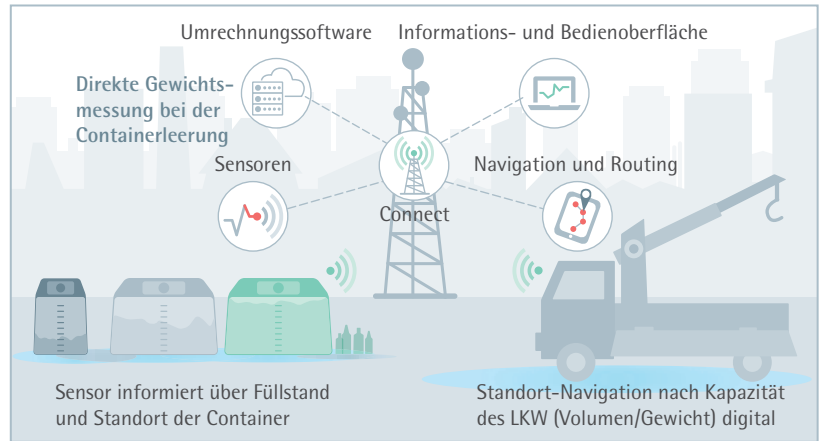 Umrechnungssoftware
Informations- und Bedienoberfläche
Direkte Gewichts-
messung bei der
Containerleerung
Sensoren
Navigation und Routing
Connect
Sensor informiert über Füllstand
und Standort der Container
Standort-Navigation nach Kapazität
des LKW (Volumen/Gewicht) digital